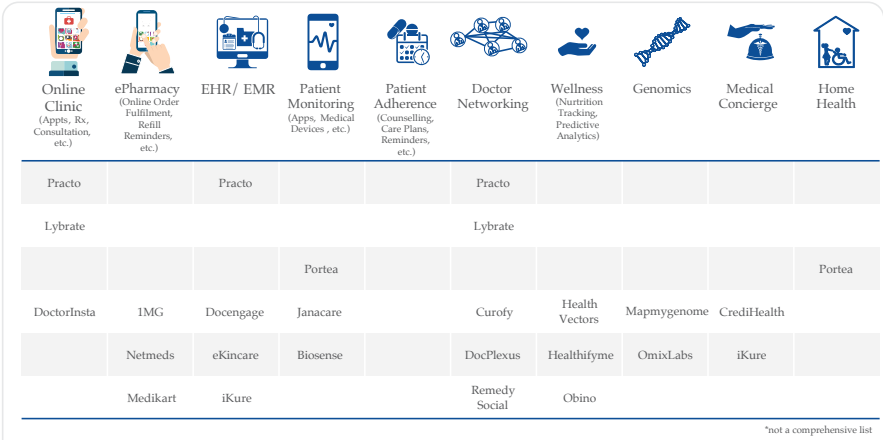 Online
Clinic
(Appts, Rx,
Consultation,
etc.)
ePharmacy
(Online Order
Fulfilment,
Refill
Reminders,
etc.)
EHR/ EMR
Patient
Monitoring
(Apps, Medical
Devices , etc.)
Patient
Adherence
(Counselling,
Care Plans,
Reminders,
etc.)
Doctor
Networking
Wellness
(Nurtrition
Tracking,
Predictive
Analytics)
Genomics
Medical
Concierge
Home
Health
Practo Practo Practo
Lybrate Lybrate
Portea Portea
DoctorInsta 1MG Docengage Janacare Curofy Health
Vectors Mapmygenome CrediHealth
Netmeds eKincare Biosense DocPlexus Healthifyme OmixLabs iKure
Medikart iKure Remedy
Social Obino
*not a comprehensive list